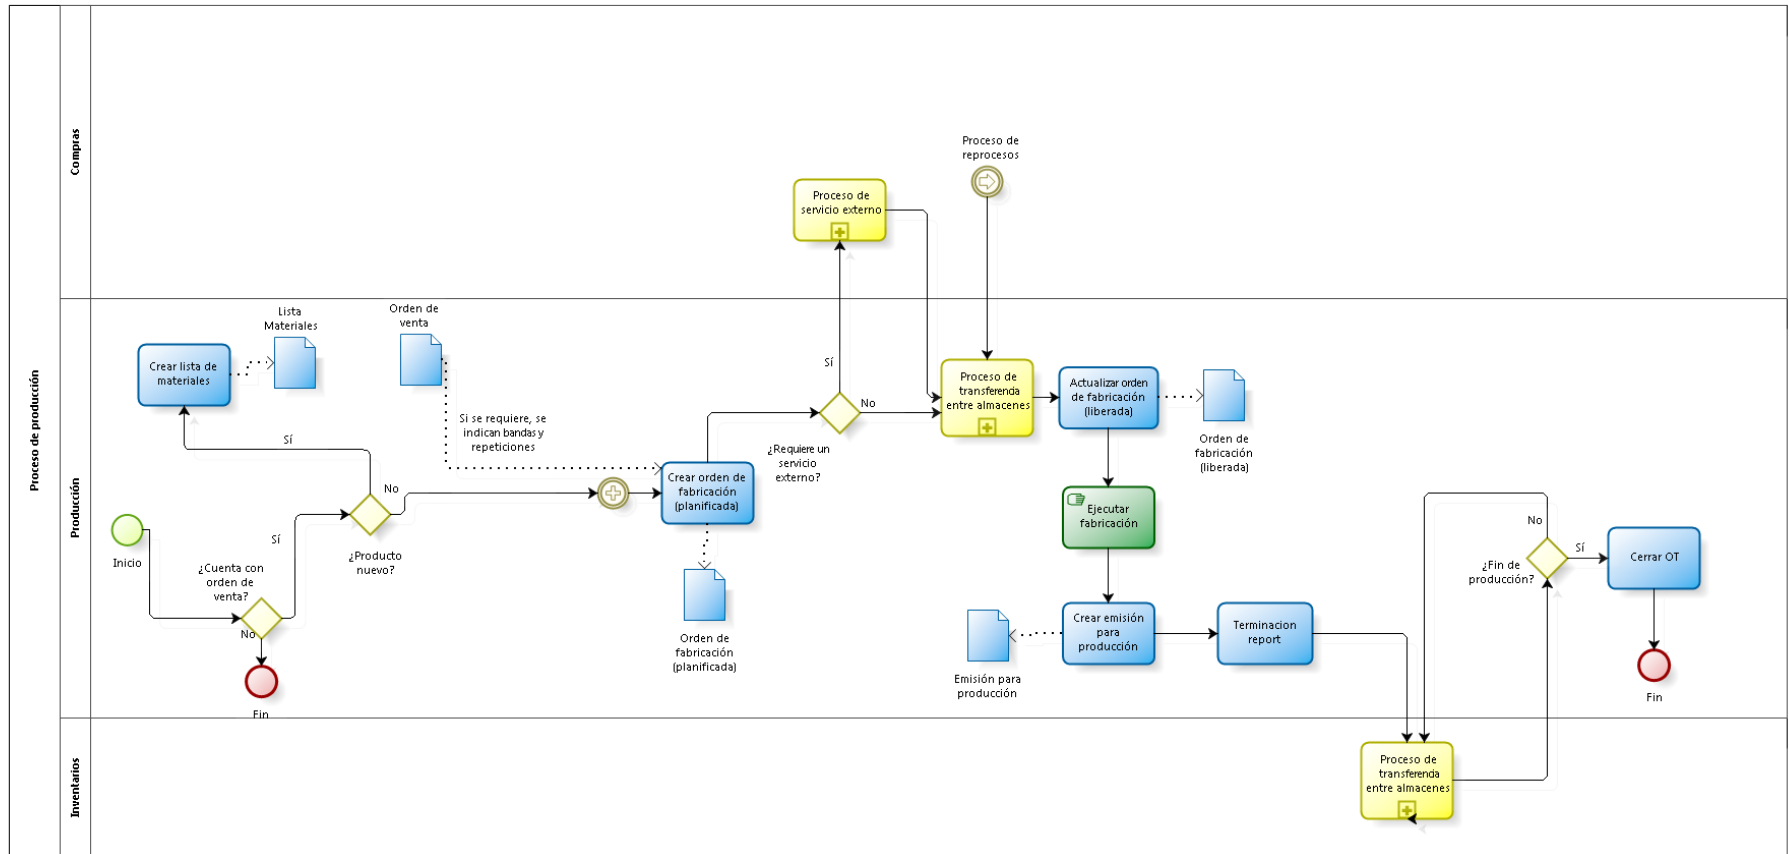 Proceso de producción
Compras
Proceso de
reprocesos
Proceso de
servicio externo
Producción
Lista
Materiales
Orden de
venta
Crear lista de
materiales
Sí
Proceso de
transferencia
entre almacenes
Actualizar orden
de fabricación
(liberada)
No
Si se requiere, se
indican bandas y
repeticiones
Sí
¿Requiere un
servicio
externo?
Orden de
fabricación
(liberada)
No
Crear orden de
fabricación
(planificada)
Ejecutar
fabricación
Inicio
Sí
¿Producto
nuevo?
¿Cuenta con
orden de
venta?
No
No
Sí
¿Fin de
producción?
Cerrar OT
Crear emisión
para
producción
Terminacion
report
Orden de
fabricación
(planificada)
Emisión para
producción
Fin
Fin
Inventarios
Proceso de
transferencia
entre almacenes